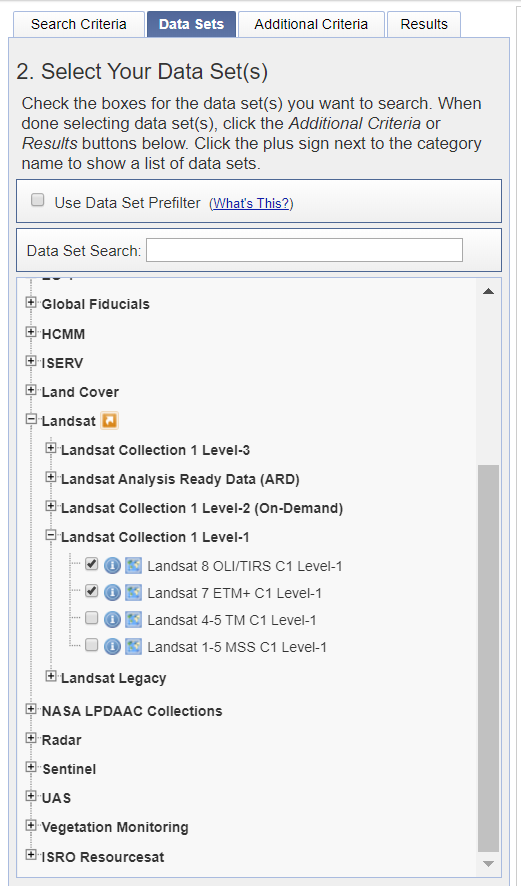 Search Criteria Data Sets Additional Criteria Results
2. Select Your Data Set(s)
Check the boxes for the data set(s) you want to search. When
done selecting data set(s), click the Additional Criteria or
Results buttons below. Click the plus sign next to the category
name to show a list of data sets.
Use Data Set Prefilter (What's This?)
Data Set Search:
Global Fiducials
HCMM
ISERV
Land Cover
Landsat
Landsat Collection 1 Level-3
Landsat Analysis Ready Data (ARD)
Landsat Collection 1 Level-2 (On-Demand)
Landsat Collection 1 Level-1
Landsat 8 OLI/TIRS C1 Level-1
Landsat 7 ETM+ C1 Level-1
Landsat 4-5 TM C1 Level-1
Landsat 1-5 MSS C1 Level-1
Landsat Legacy
NASA LPDAAC Collections
Radar
Sentinel
UAS
Vegetation Monitoring
ISRO Resourcesat